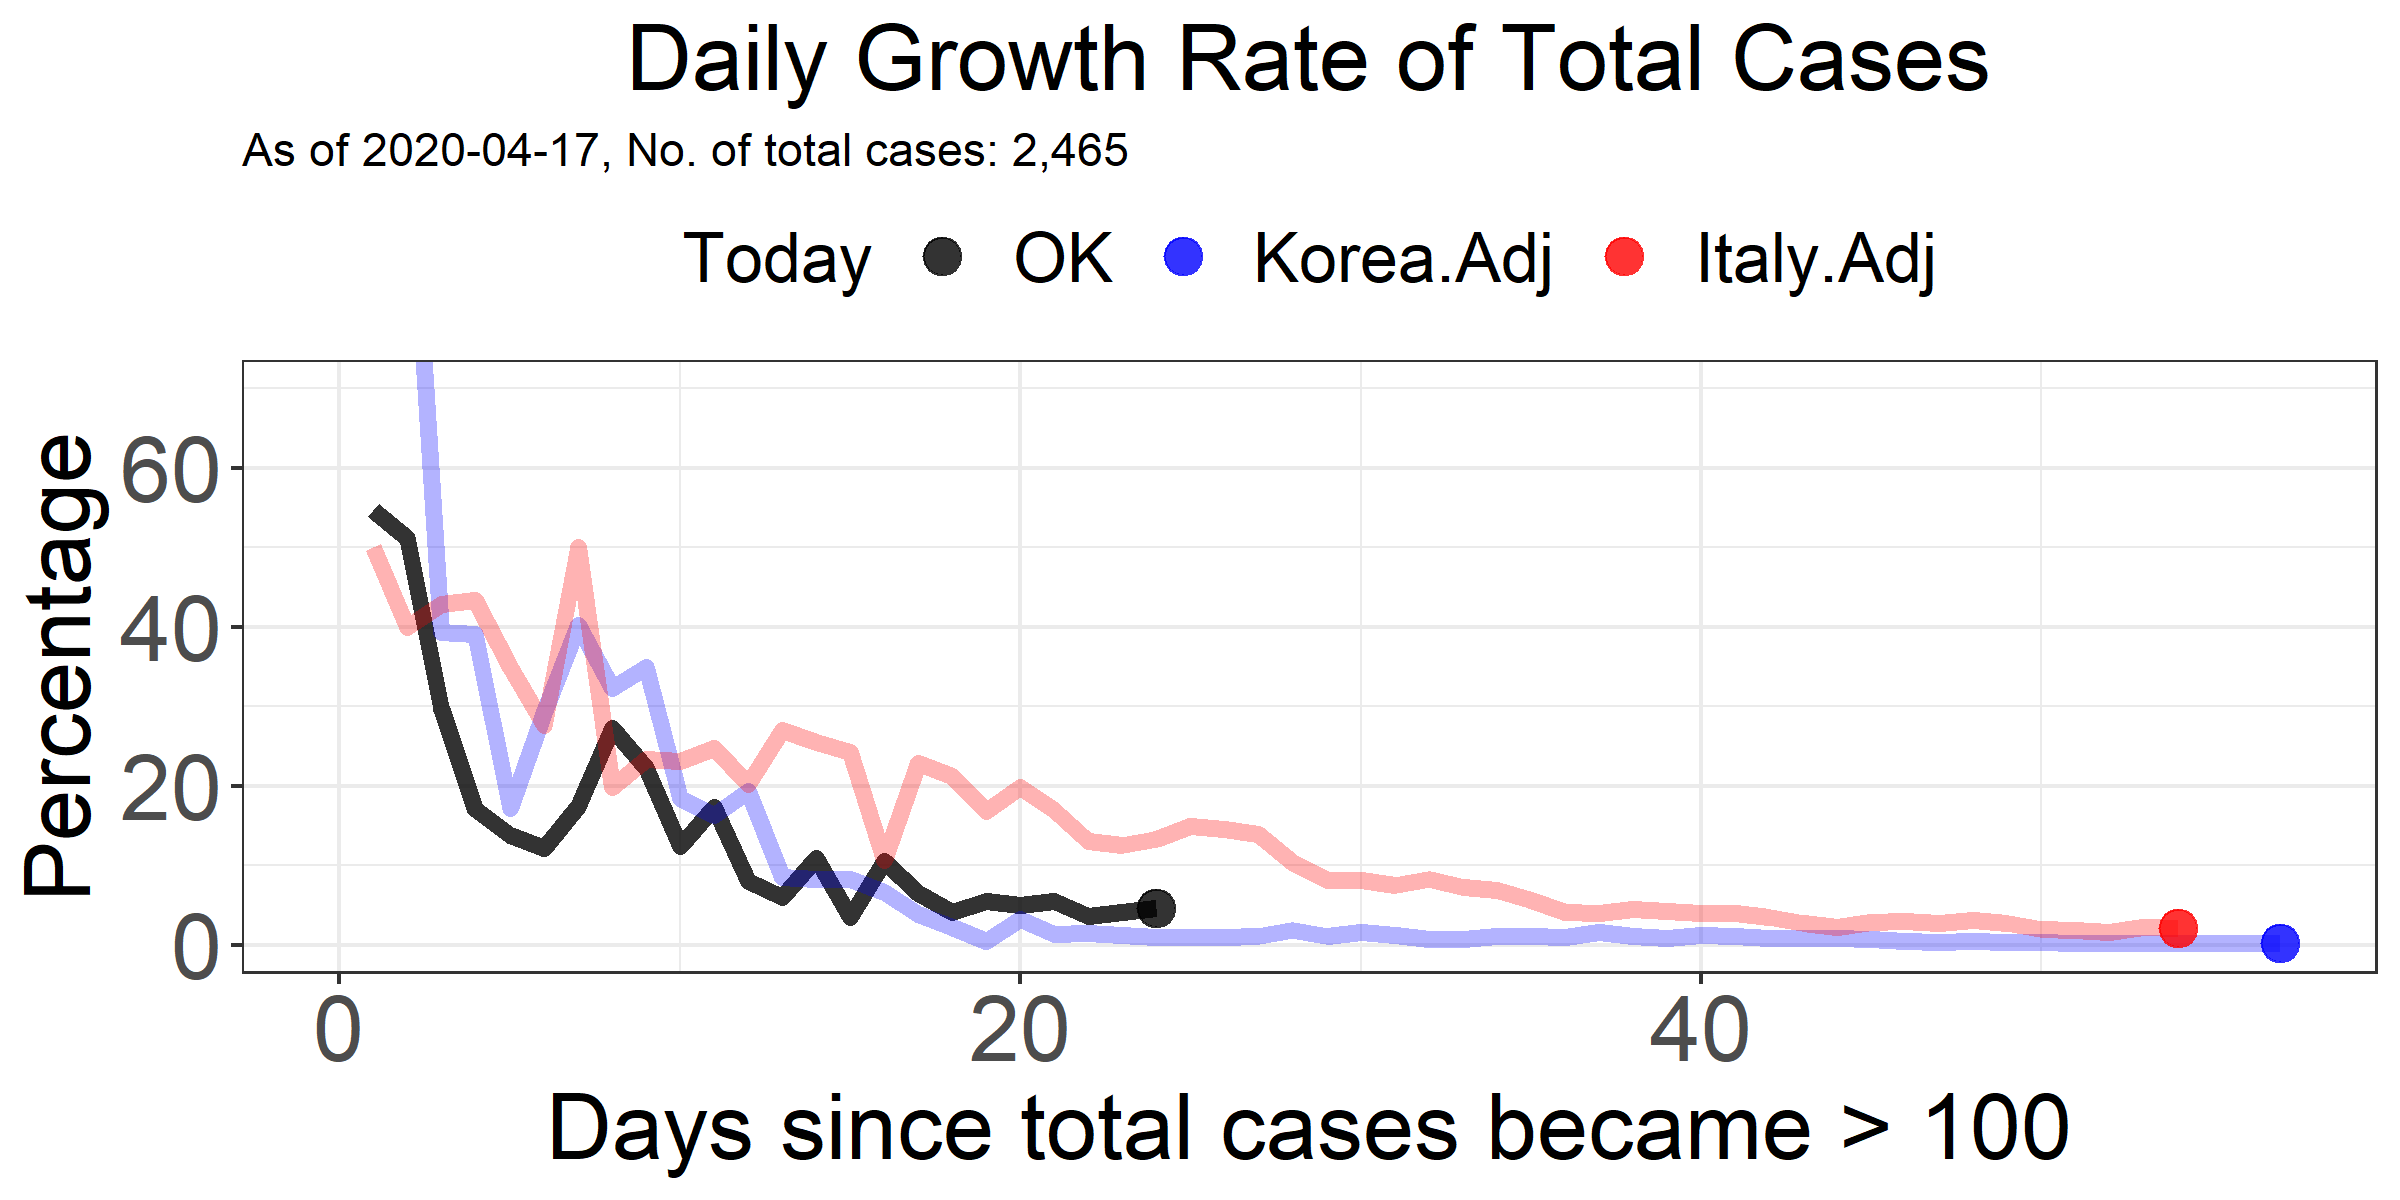 Daily Growth Rate of Total Cases
As of 2020-04-17, No. of total cases: 2,465
Today OK Korea.Adj Italy.Adj
Percentage
60
40
20
0
0 20 40
Days since total cases became > 100